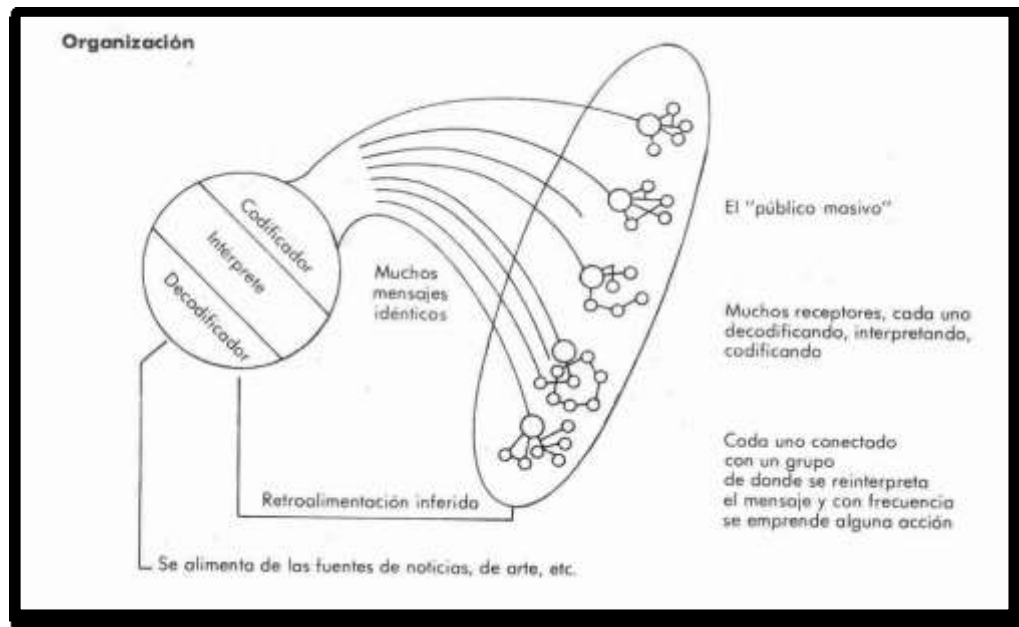 Organización
Codificador
Intérprete
Decodificador
Muchos
mensajes
idénticos
El "público masivo"
Muchos receptores, cada uno
decodificando, interpretando,
codificando
Cada uno conectado
con un grupo
de donde se reinterpreta
el mensaje y con frecuencia
se emprende alguna acción
Retroalimentación inferida
Se alimenta de las fuentes de noticias, de arte, etc.